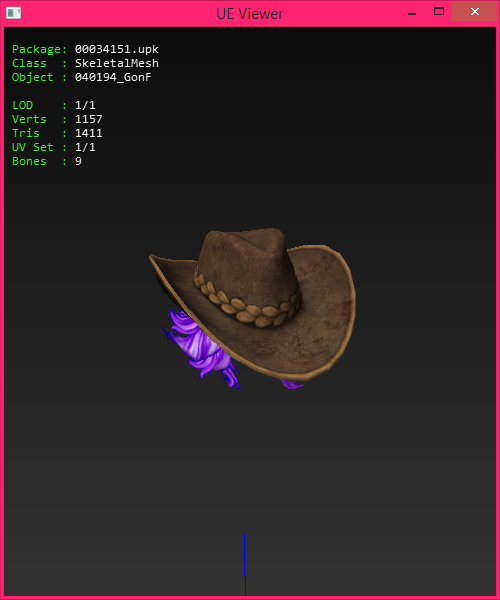 UE Viewer
Package: 00034151.upk
Class  : SkeletalMesh
Object : 040194_GonF
LOD    : 1/1
Verts  : 1157
Tris   : 1411
UV Set : 1/1
Bones  : 9